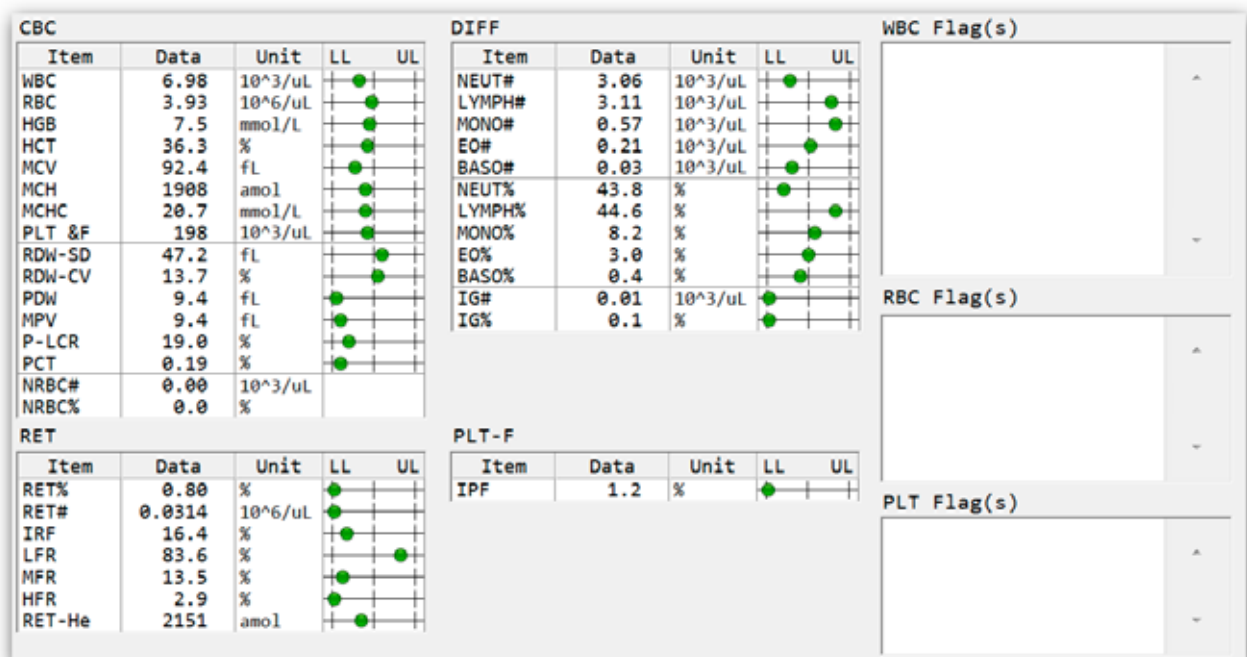 CBC
Item Data Unit LL UL
WBC 6.98 10^3/uL
RBC 3.93 10^6/uL
HGB 7.5 mmol/L
HCT 36.3 %
MCV 92.4 fL
MCH 1908 amol
MCHC 20.7 mmol/L
PLT &F 198 10^3/uL
RDW-SD 47.2 fL
RDW-CV 13.7 %
PDW 9.4 fL
MPV 9.4 fL
P-LCR 19.0 %
PCT 0.19 %
NRBC# 0.00 10^3/uL
NRBC% 0.0 %
DIFF
Item Data Unit LL UL
NEUT# 3.06 10^3/uL
LYMPH# 3.11 10^3/uL
MONO# 0.57 10^3/uL
EO# 0.21 10^3/uL
BASO# 0.03 10^3/uL
NEUT% 43.8 %
LYMPH% 44.6 %
MONO% 8.2 %
EO% 3.0 %
BASO% 0.4 %
IG# 0.01 10^3/uL
IG% 0.1 %
WBC Flag(s)
RBC Flag(s)
RET
Item Data Unit LL UL
RET% 0.80 %
RET# 0.0314 10^6/uL
IRF 16.4 %
LFR 83.6 %
MFR 13.5 %
HFR 2.9 %
RET-He 2151 amol
PLT-F
Item Data Unit LL UL
IPF 1.2 %
PLT Flag(s)